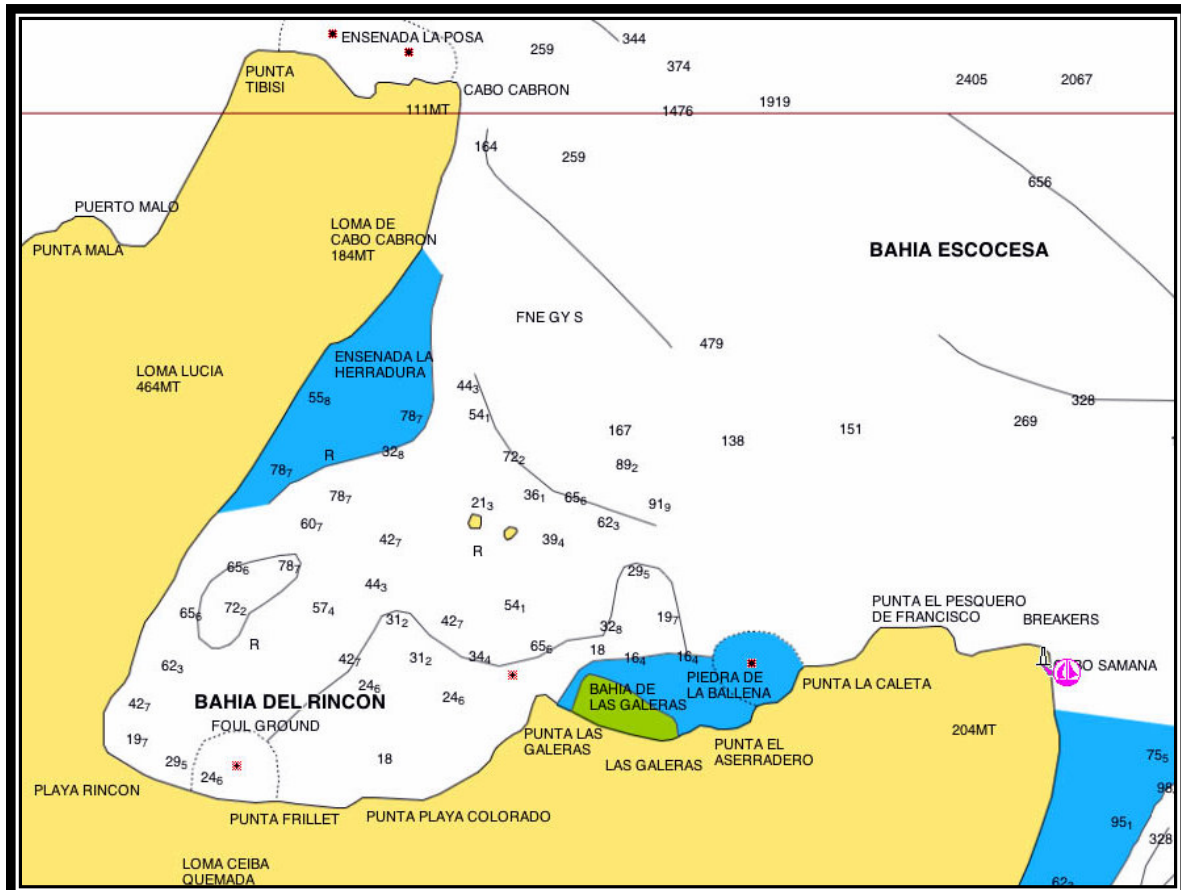 ENSENADA LA POSA
344
259
374
PUNTA
TIBISI
2405
2067
CABO CABRON
111MT
1476
1919
164
259
656
PUERTO MALO
PUNTA MALA
LOMA DE
CABO CABRON
184MT
BAHIA ESCOCESA
FNE GY S
479
ENSENADA LA
HERRADURA
LOMA LUCIA
464MT
44₃
55₈
78₇
54₁
328
269
167
138
151
R
32₈
72₂
89₂
78₇
78₇
21₃
36₁
65₆
91₉
60₇
62₃
42₇
39₄
R
65₆
78₇
29₅
44₃
65₆
72₂
57₄
54₁
19₇
31₂
42₇
32₈
PUNTA EL PESQUERO
DE FRANCISCO
BREAKERS
R
65₆
18
16₄
16₄
62₃
42₇
31₂
34₄
SAMANA
24₆
24₆
PIEDRA DE
LA BALLENA
PUNTA LA CALETA
BAHIA DE
LAS GALERAS
BAHIA DEL RINCON
42₇
FOUL GROUND
PUNTA LAS
GALERAS
204MT
19₇
PUNTA EL
ASERRADERO
LAS GALERAS
29₅
24₆
18
75₅
PLAYA RINCON
98
PUNTA FRILLET
PUNTA PLAYA COLORADO
95₁
328
LOMA CEIBA
QUEMADA